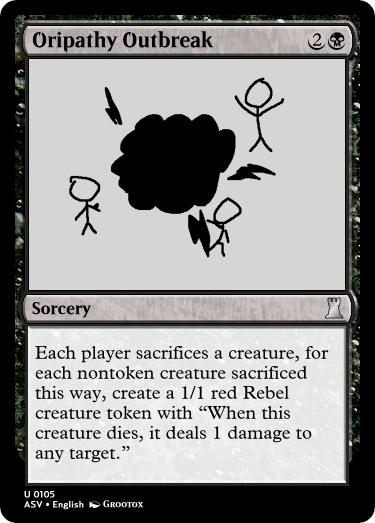 Oripathy Outbreak 2
Sorcery
Each player sacrifices a creature, for
each nontoken creature sacrificed
this way, create a 1/1 red Rebel
creature token with “When this
creature dies, it deals 1 damage to
any target.”
U 0105
ASV • English Grootox